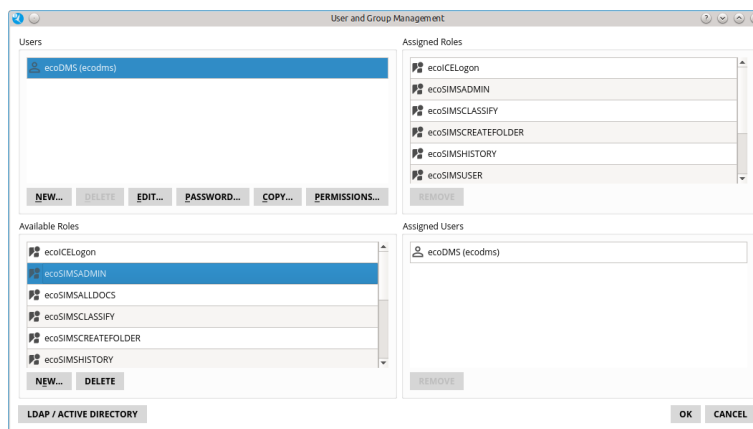 User and Group Management
Users
ecoDMS (ecodms)
NEW... DELETE EDIT... PASSWORD... COPY... PERMISSIONS...
Assigned Roles
ecoICELogon
ecoSIMSADMIN
ecoSIMSCLASSIFY
ecoSIMSCREATEFOLDER
ecoSIMSHISTORY
ecoSIMSUSER
REMOVE
Available Roles
ecoICELogon
ecoSIMSADMIN
ecoSIMSALLDOCS
ecoSIMSCLASSIFY
ecoSIMSCREATEFOLDER
ecoSIMSHISTORY
NEW... DELETE
Assigned Users
ecoDMS (ecodms)
REMOVE
LDAP / ACTIVE DIRECTORY
OK CANCEL